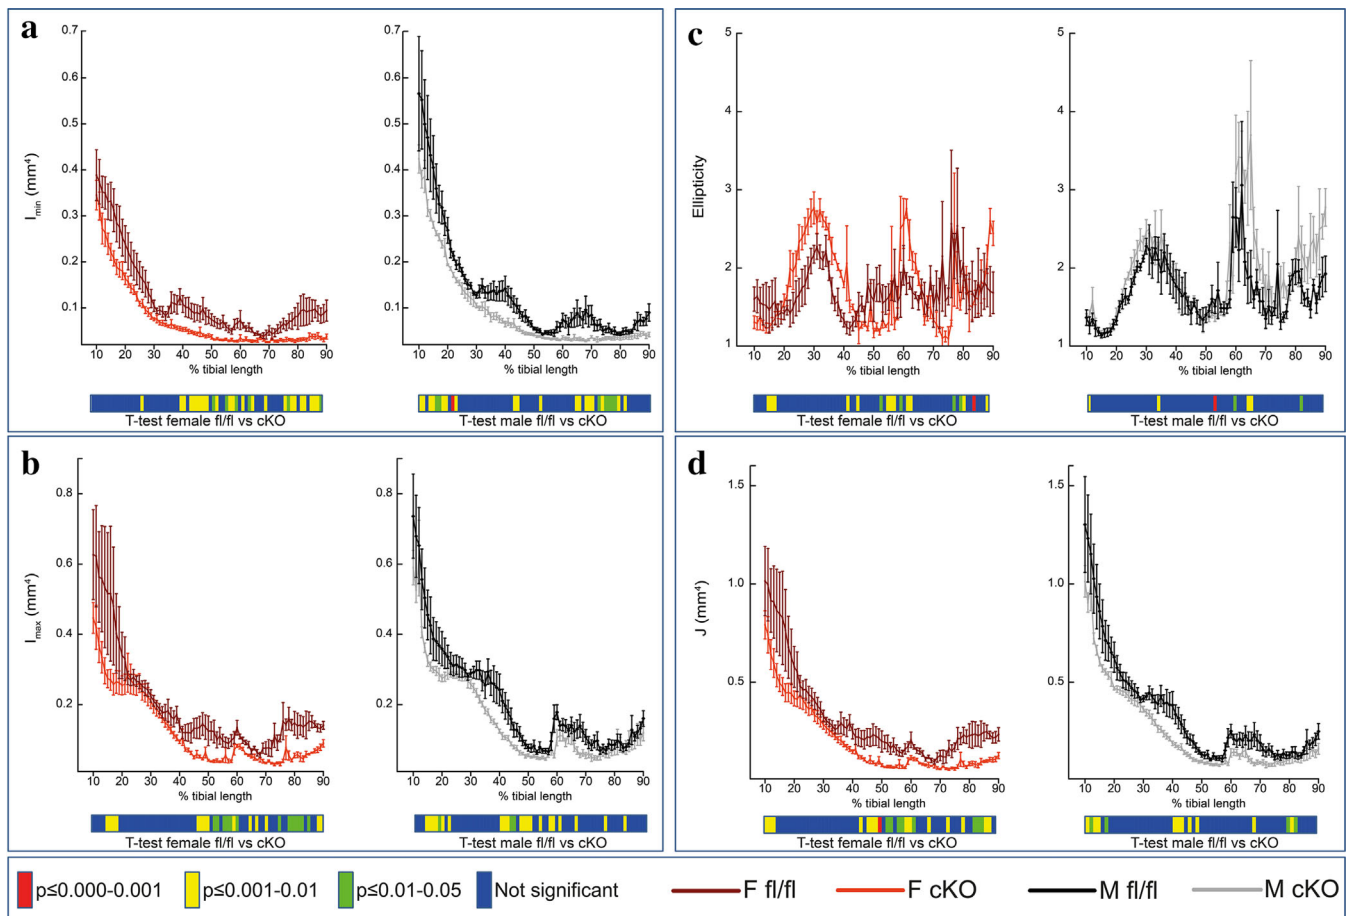 a
0.7
0.6
0.5
0.4
0.3
0.2
0.1
I min (mm⁴)
10 20 30 40 50 60 70 80 90
% tibial length
T-test female fl/fl vs cKO
0.7
0.6
0.5
0.4
0.3
0.2
0.1
10 20 30 40 50 60 70 80 90
% tibial length
T-test male fl/fl vs cKO
c
5
4
3
2
1
Ellipticity
10 20 30 40 50 60 70 80 90
% tibial length
T-test female fl/fl vs cKO
5
4
3
2
1
10 20 30 40 50 60 70 80 90
% tibial length
T-test male fl/fl vs cKO
b
0.8
0.6
0.4
0.2
I max (mm⁴)
10 20 30 40 50 60 70 80 90
% tibial length
T-test female fl/fl vs cKO
0.8
0.6
0.4
0.2
10 20 30 40 50 60 70 80 90
% tibial length
T-test male fl/fl vs cKO
d
1.5
1.0
0.5
J (mm⁴)
10 20 30 40 50 60 70 80 90
% tibial length
T-test female fl/fl vs cKO
1.5
1.0
0.5
10 20 30 40 50 60 70 80 90
% tibial length
T-test male fl/fl vs cKO
p≤0.000-0.001 p≤0.001-0.01 p≤0.01-0.05 Not significant F fl/fl F cKO M fl/fl M cKO